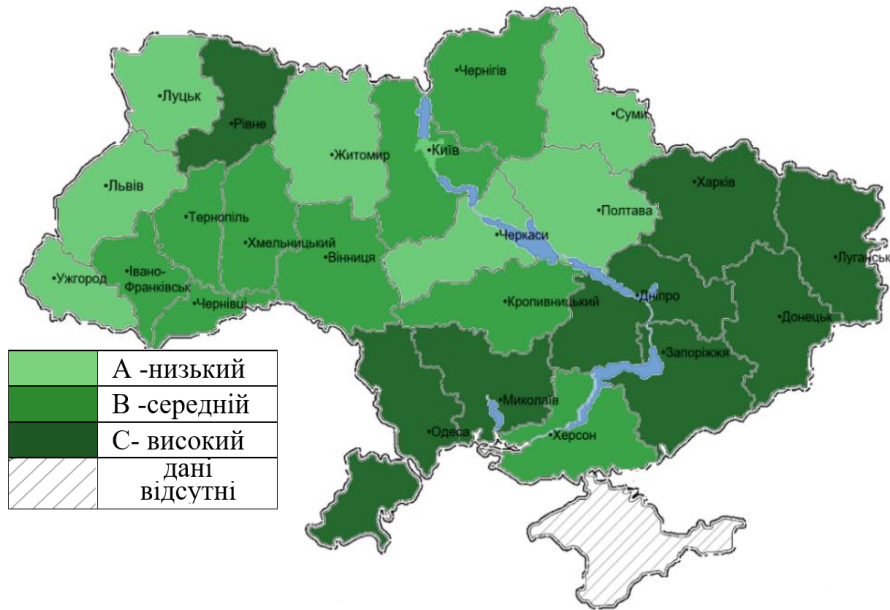 •Чернігів
•Луцьк
•Суми
•Рівне
•Київ
•Житомир
•Харків
•Львів
•Полтава
•Тернопіль
•Черкаси
•Хмельницький
•Вінниця
•Луганськ
•Ужгород
•Івано-
Франківськ
•Чернівці
•Кропивницький
•Дніпро
•Донецьк
•Запоріжжя
•Миколаїв
•Одеса
•Херсон
А -низький
В -середній
С- високий
дані
відсутні